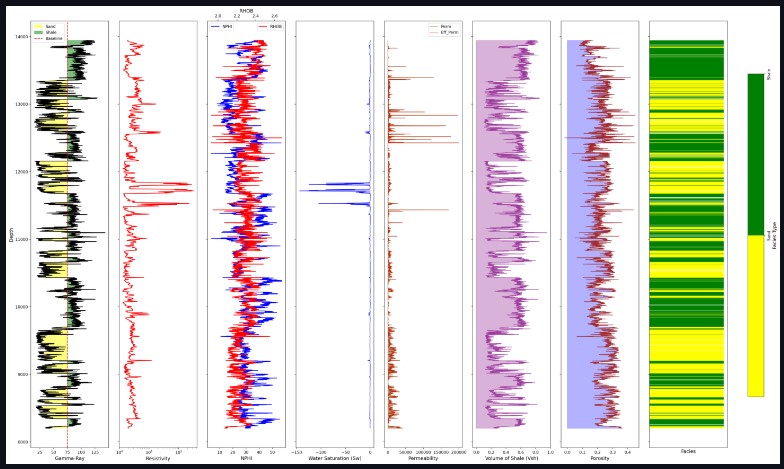 RHOB
2.0 2.2 2.4 2.6
Sand
Shale
Baseline
NPHI
RHOB
Perm
Eff_Perm
14000
13000
12000
11000
10000
9000
8000
Depth
25 50 75 100 125
Gamma-Ray
Resistivity
10 20 30 40 50
NPHI
−150 −100 −50 0
Water Saturation (Sw)
0 50000 100000 150000 200000
Permeability
0.0 0.2 0.4 0.6 0.8 1.0
Volume of Shale (Vsh)
0.0 0.1 0.2 0.3 0.4
Porosity
Facies
Shale
Sand
Facies Type